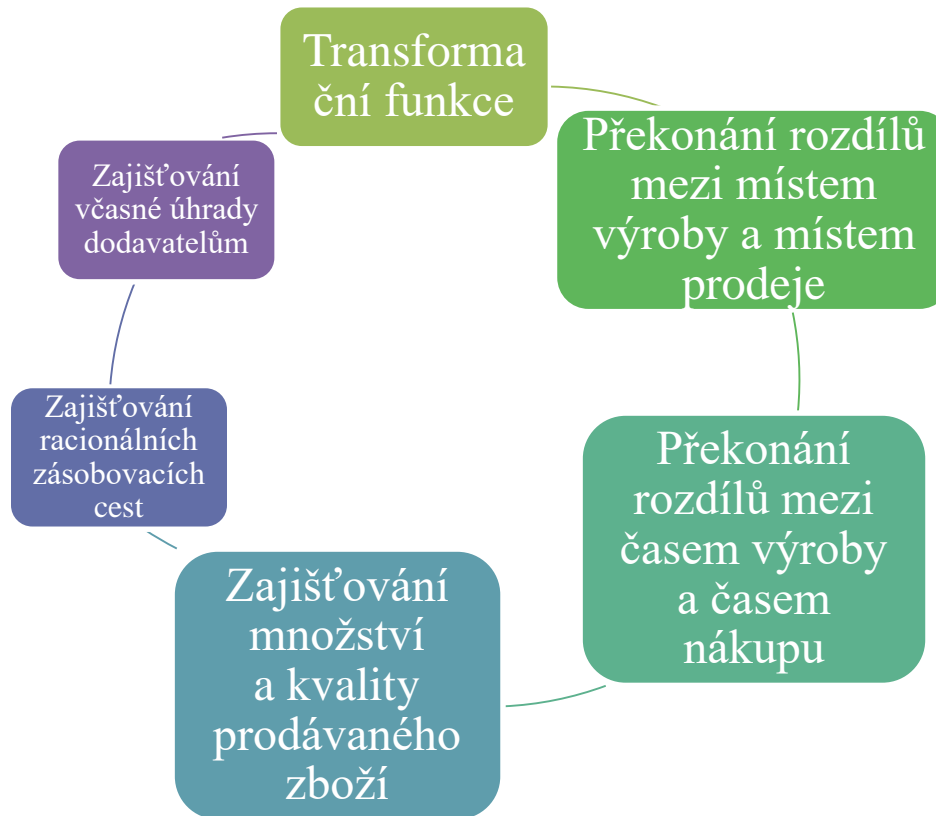 Transforma
ční funkce
Překonání rozdílů
mezi místem
výroby a místem
prodeje
Překonání
rozdílů mezi
časem výroby
a časem
nákupu
Zajišťování
množství
a kvality
prodávaného
zboží
Zajišťování
racionálních
zásobovacích
cest
Zajišťování
včasné úhrady
dodavatelům